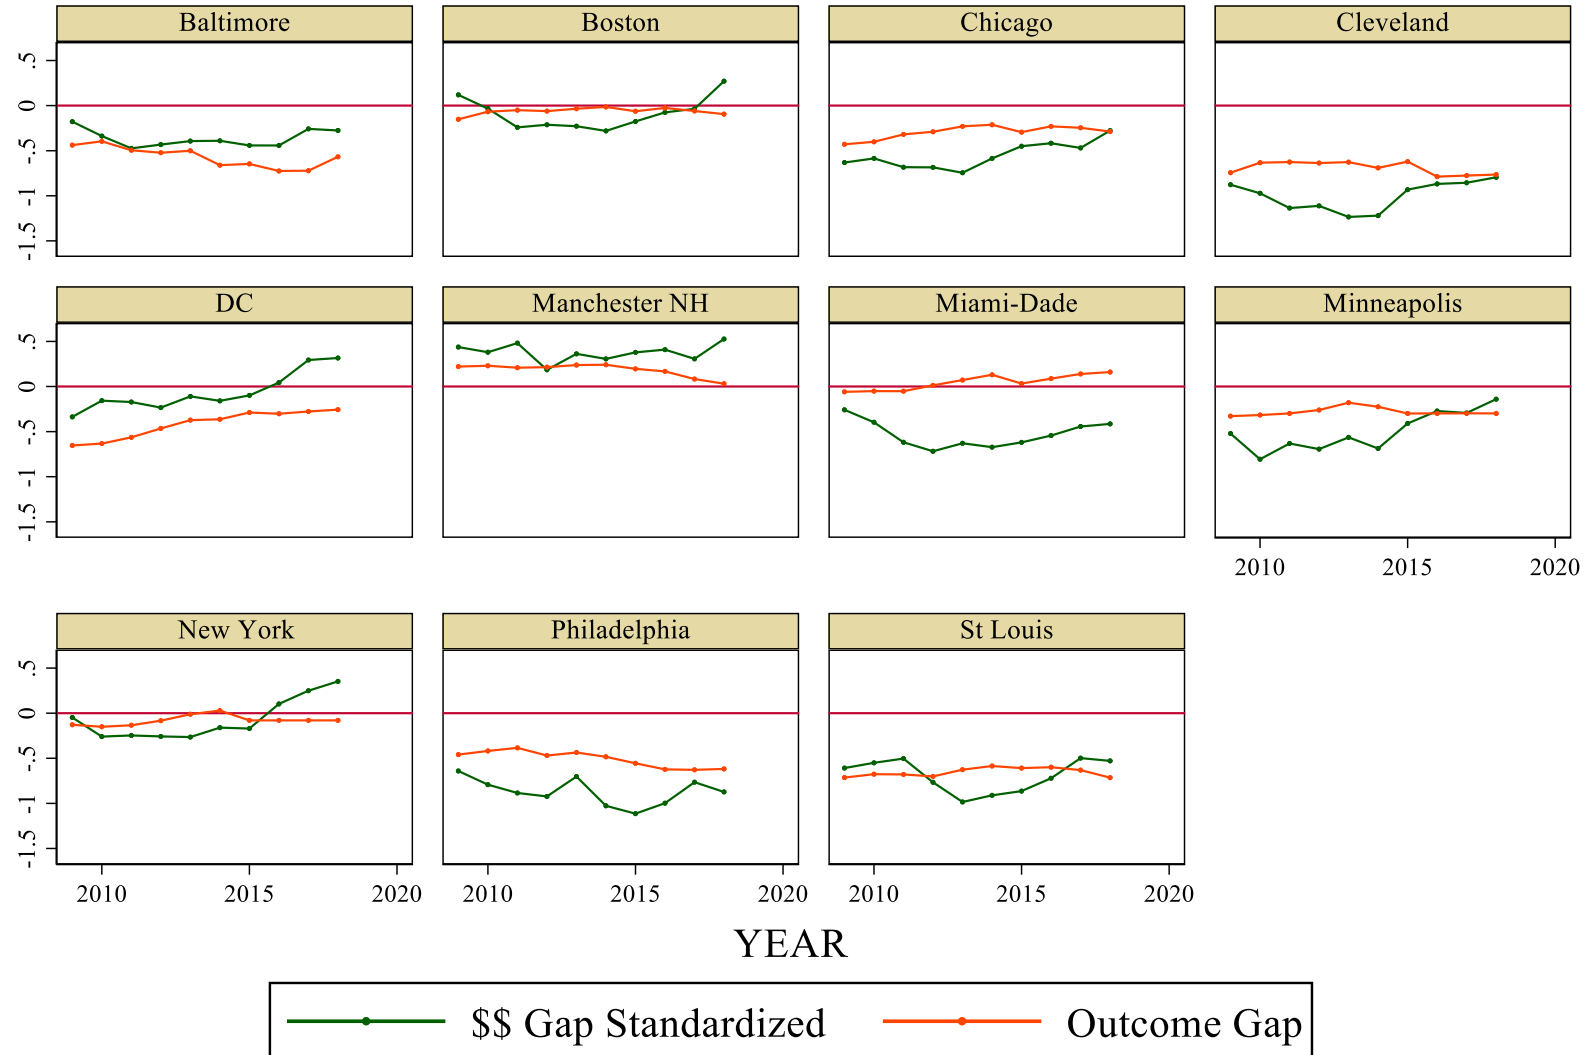 Baltimore
Boston
Chicago
Cleveland
.5
0
-.5
-1
-1.5
DC
Manchester NH
Miami-Dade
Minneapolis
.5
0
-.5
-1
-1.5
2010 2015 2020
New York
Philadelphia
St Louis
.5
0
-.5
-1
-1.5
2010 2015 2020
2010 2015 2020
2010 2015 2020
YEAR
$$ Gap Standardized
Outcome Gap